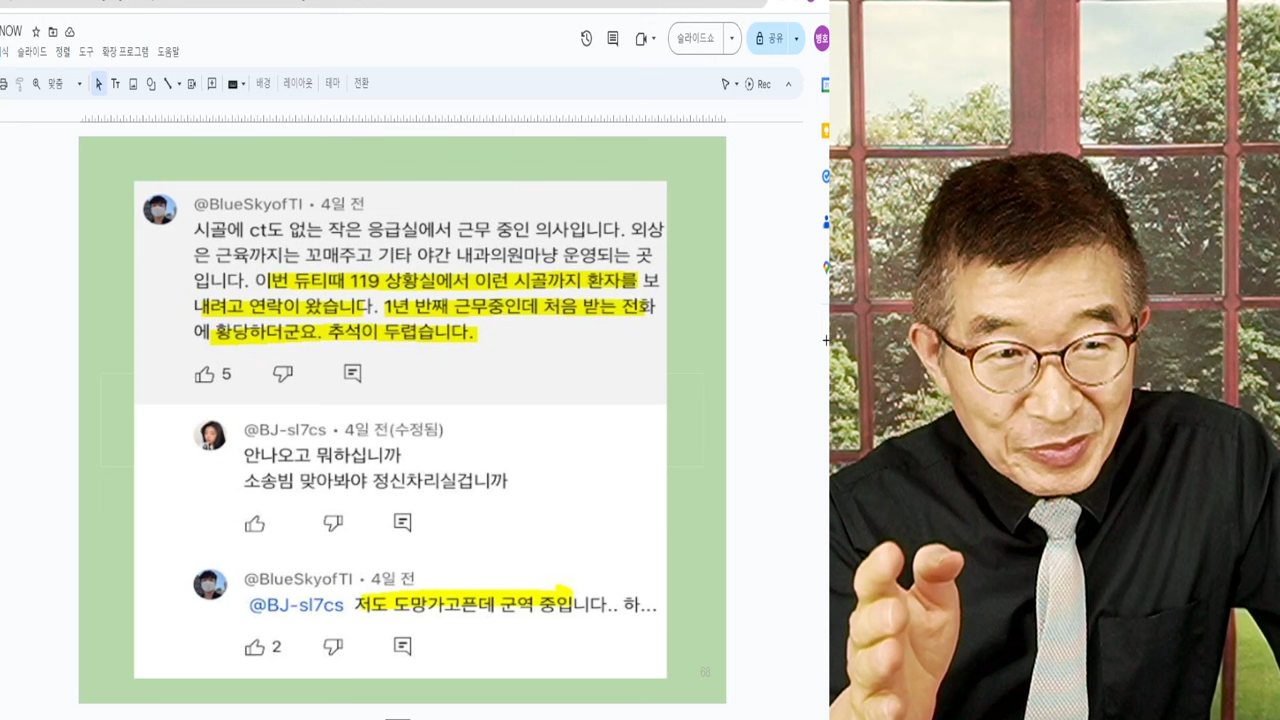 NOW
슬라이드 정렬 도구 확장 프로그램 도움말
슬라이드쇼
공유
병호
맞춤
배경 레이아웃 테마 전환
Rec
@BlueSkyofTI • 4일 전
시골에 ct도 없는 작은 응급실에서 근무 중인 의사입니다. 외상
은 근육까지는 꼬매주고 기타 야간 내과의원마냥 운영되는 곳
입니다. 이번 듀티때 119 상황실에서 이런 시골까지 환자를 보
내려고 연락이 왔습니다. 1년 반째 근무중인데 처음 받는 전화
에 황당하더군요. 추석이 두렵습니다.
5
@BJ-sl7cs • 4일 전(수정됨)
안나오고 뭐하십니까
소송빔 맞아봐야 정신차리실겁니까
@BlueSkyofTI • 4일 전
@BJ-sl7cs 저도 도망가고픈데 군역 중입니다.. 하...
2
68